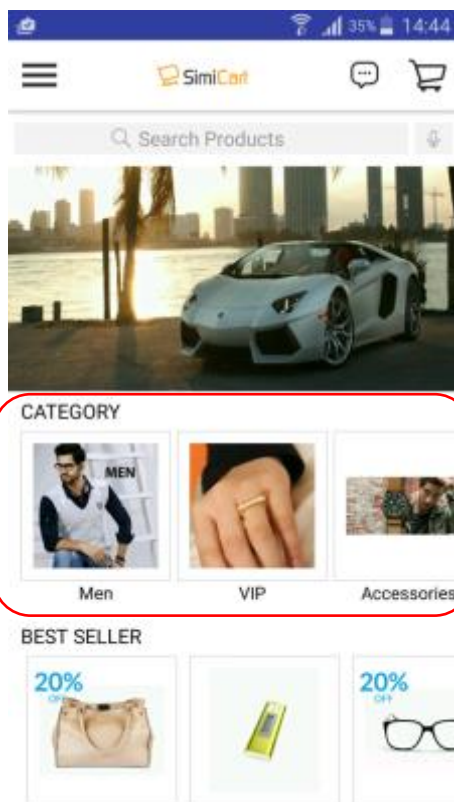 35% 14:44
SimiCart
Search Products
CATEGORY
MEN
Men VIP Accessories
BEST SELLER
20% 20%
OFF OFF